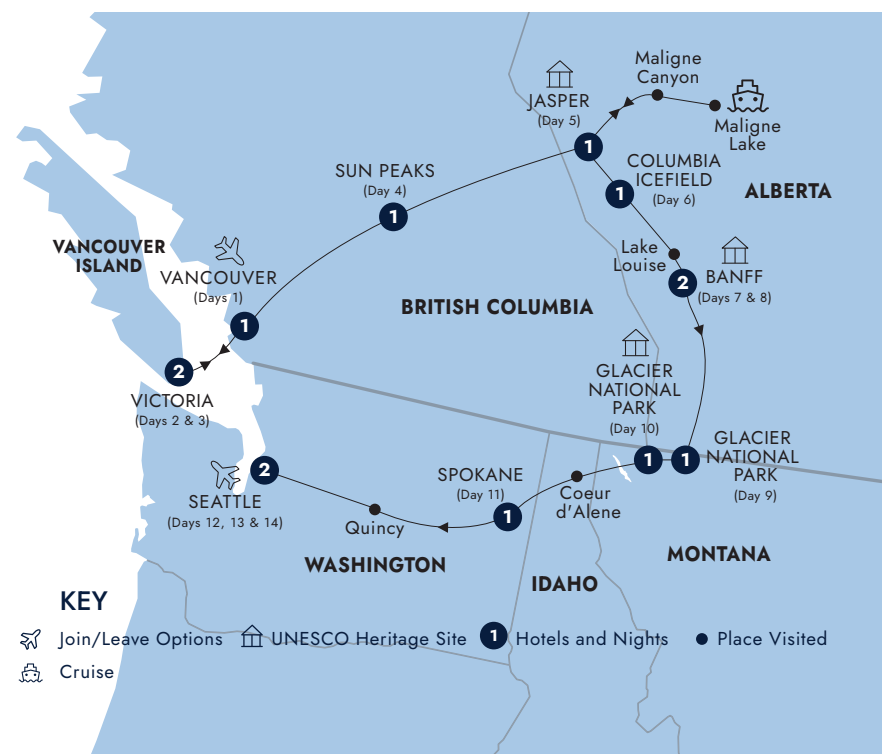 Maligne
Canyon
JASPER
(Day 5)
1
Maligne
Lake
COLUMBIA
ICEFIELD
(Day 6)
1
ALBERTA
SUN PEAKS
(Day 4)
1
VANCOUVER
ISLAND
VANCOUVER
(Days 1)
1
Lake
Louise
BANFF
(Days 7 & 8)
2
BRITISH COLUMBIA
2
VICTORIA
(Days 2 & 3)
GLACIER
NATIONAL
PARK
(Day 10)
1
1
GLACIER
NATIONAL
PARK
(Day 9)
SPOKANE
(Day 11)
1
Coeur
d'Alene
2
SEATTLE
(Days 12, 13 & 14)
Quincy
WASHINGTON
IDAHO
MONTANA
KEY
Join/Leave Options
UNESCO Heritage Site
1
Hotels and Nights
Place Visited
Cruise